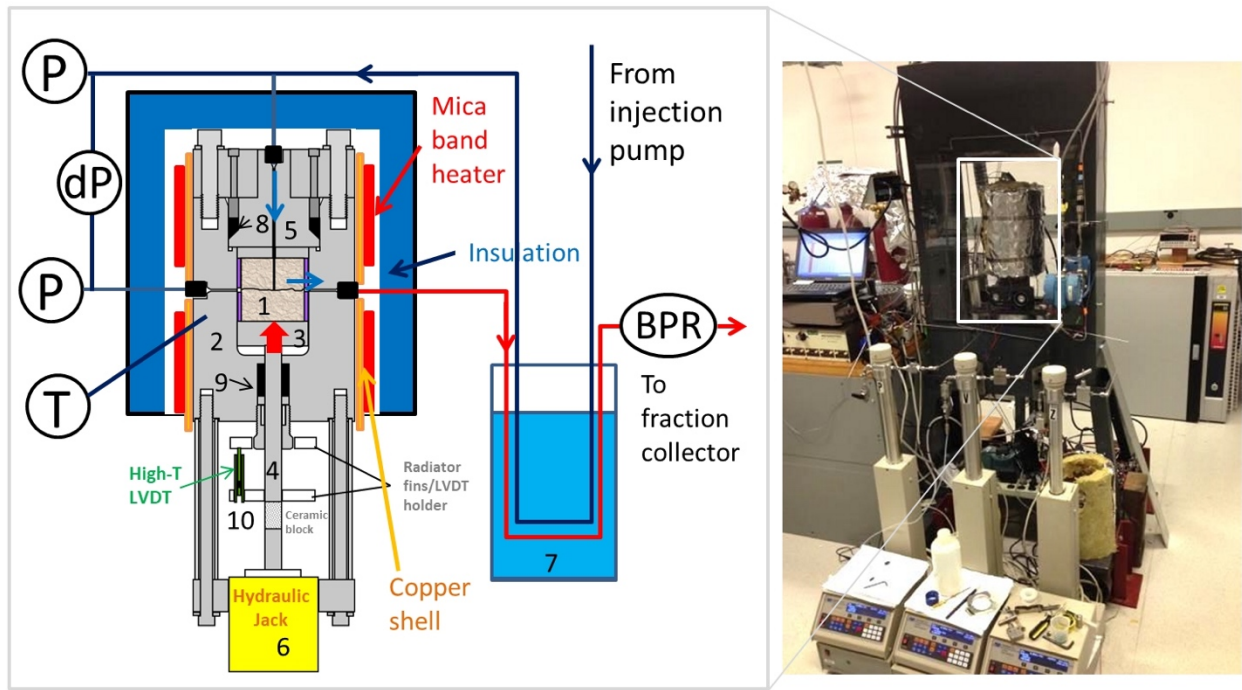 P
From
injection
pump
Mica
band
heater
dP
8
5
Insulation
P
1
BPR
2
3
To
fraction
collector
9
T
High-T
LVDT
4
Radiator
fins/LVDT
holder
10
Ceramic
block
7
Copper
shell
Hydraulic
Jack
6
V
Z